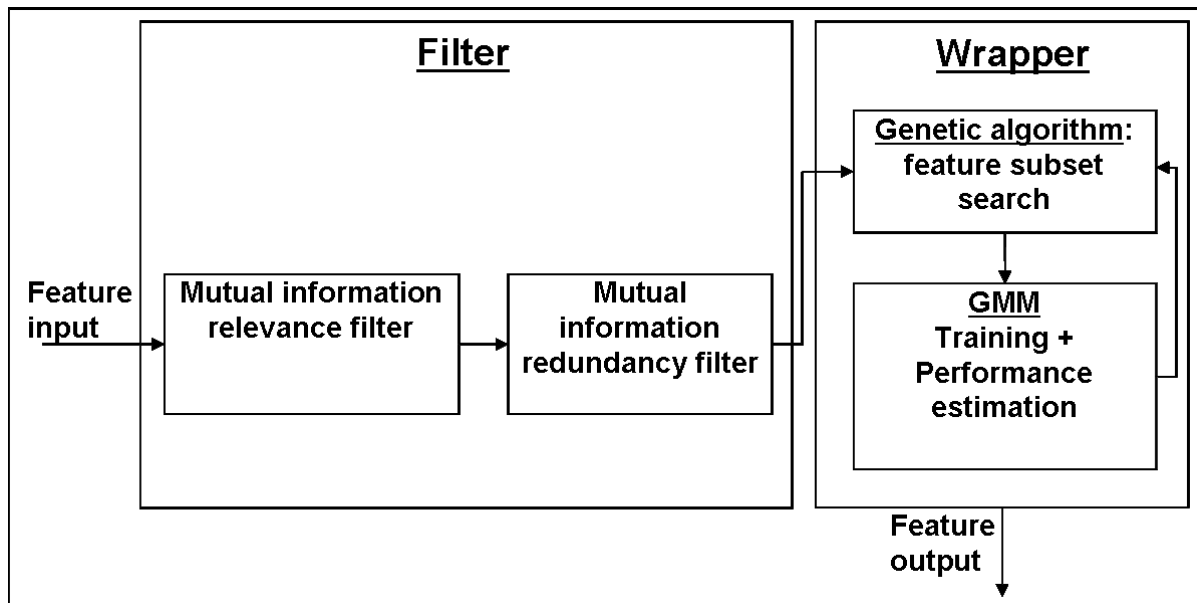 Filter
Wrapper
Feature
input
Mutual information
relevance filter
Mutual
information
redundancy filter
Genetic algorithm:
feature subset
search
GMM
Training +
Performance
estimation
Feature
output